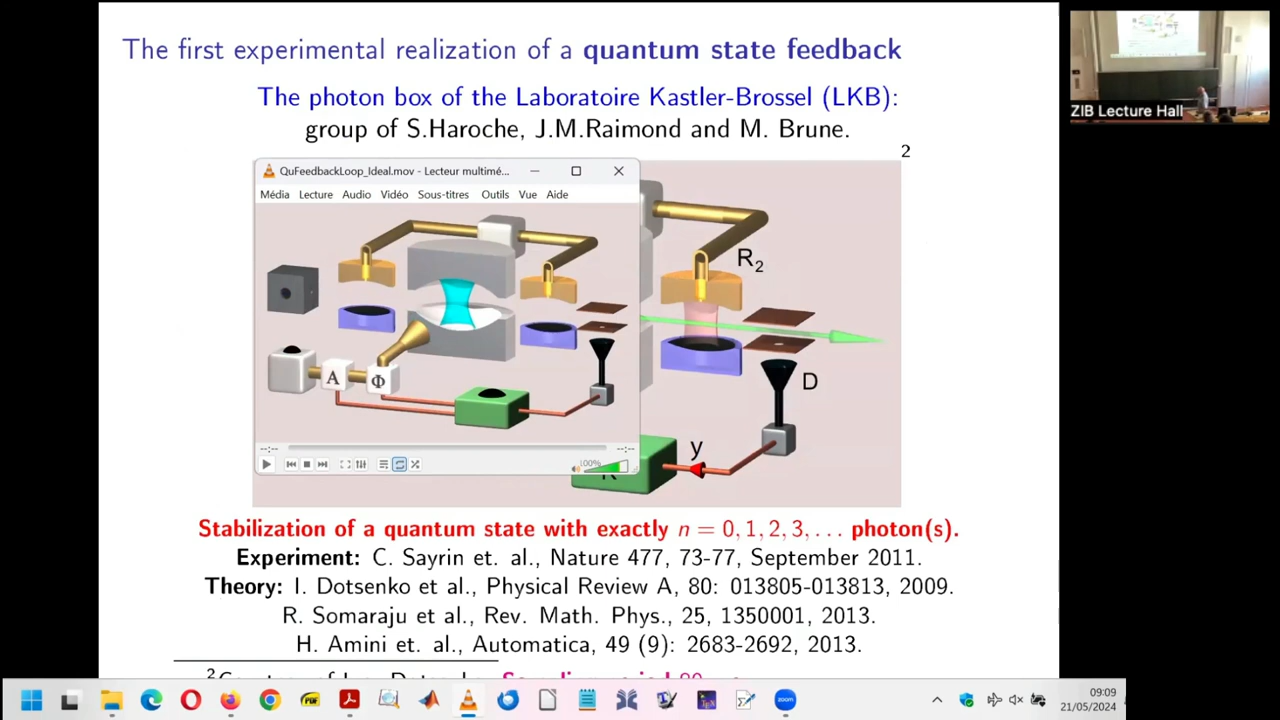 The first experimental realization of a quantum state feedback
The photon box of the Laboratoire Kastler-Brossel (LKB):
group of S.Haroche, J.M.Raimond and M. Brune.
2
QuFeedbackLoop_Ideal.mov - Lecteur multimé...
Média Lecture Audio Vidéo Sous-titres Outils Vue Aide
R2
A Φ
D
y
--:-- --:--
100%
Stabilization of a quantum state with exactly n = 0, 1, 2, 3, . . . photon(s).
Experiment: C. Sayrin et. al., Nature 477, 73-77, September 2011.
Theory: I. Dotsenko et al., Physical Review A, 80: 013805-013813, 2009.
R. Somaraju et al., Rev. Math. Phys., 25, 1350001, 2013.
H. Amini et. al., Automatica, 49 (9): 2683-2692, 2013.
2
ZIB Lecture Hall
PDF
zoom
09:09
21/05/2024